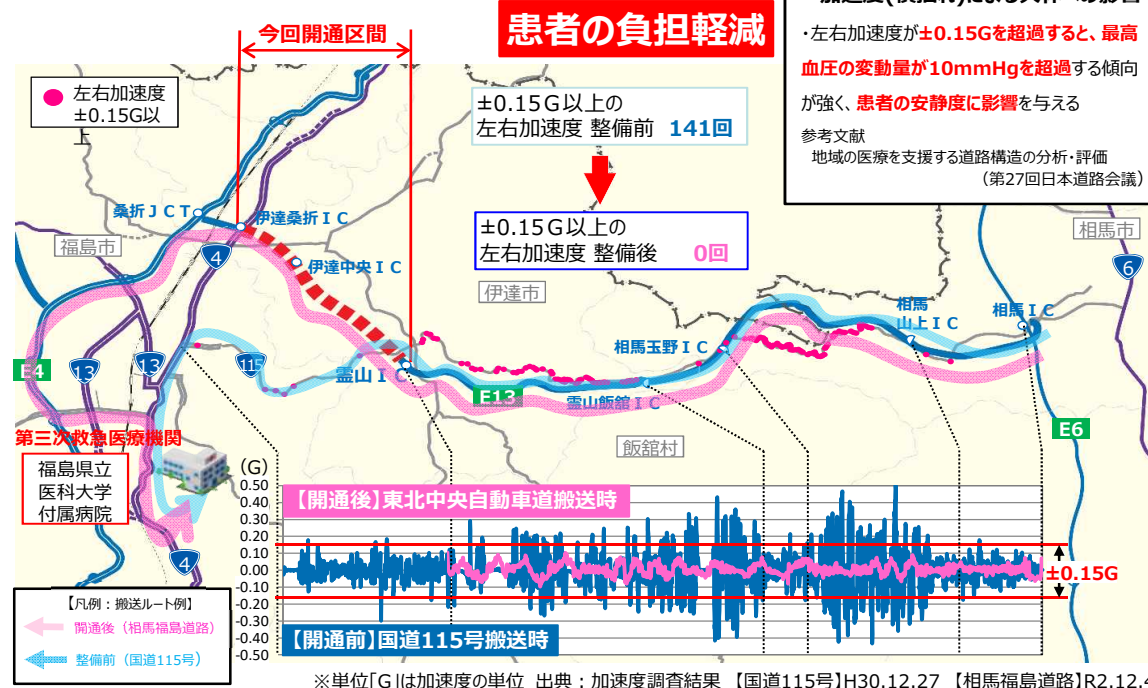 今回開通区間
患者の負担軽減
・左右加速度が±0.15Gを超過すると、最高
血圧の変動量が10mmHgを超過する傾向
が強く、患者の安静度に影響を与える
参考文献
地域の医療を支援する道路構造の分析・評価
（第27回日本道路会議）
左右加速度
±0.15G以
上
±0.15G以上の
左右加速度 整備前 141回
±0.15G以上の
左右加速度 整備後 0回
桑折ＪＣＴ
伊達桑折ＩＣ
福島市
4
伊達中央ＩＣ
伊達市
相馬市
6
相馬
山上ＩＣ
相馬ＩＣ
相馬玉野ＩＣ
霊山ＩＣ
霊山飯舘ＩＣ
E4
13
13
115
E13
E6
飯舘村
第三次救急医療機関
福島県立
医科大学
付属病院
4
(G)
0.50
0.40
0.30
0.20
0.10
0.00
-0.10
-0.20
-0.30
-0.40
-0.50
【開通後】東北中央自動車道搬送時
±0.15G
【開通前】国道115号搬送時
【凡例：搬送ルート例】
開通後（相馬福島道路）
整備前（国道115号）
※単位「G」は加速度の単位 出典：加速度調査結果 【国道115号】H30.12.27 【相馬福島道路】R2.12.4